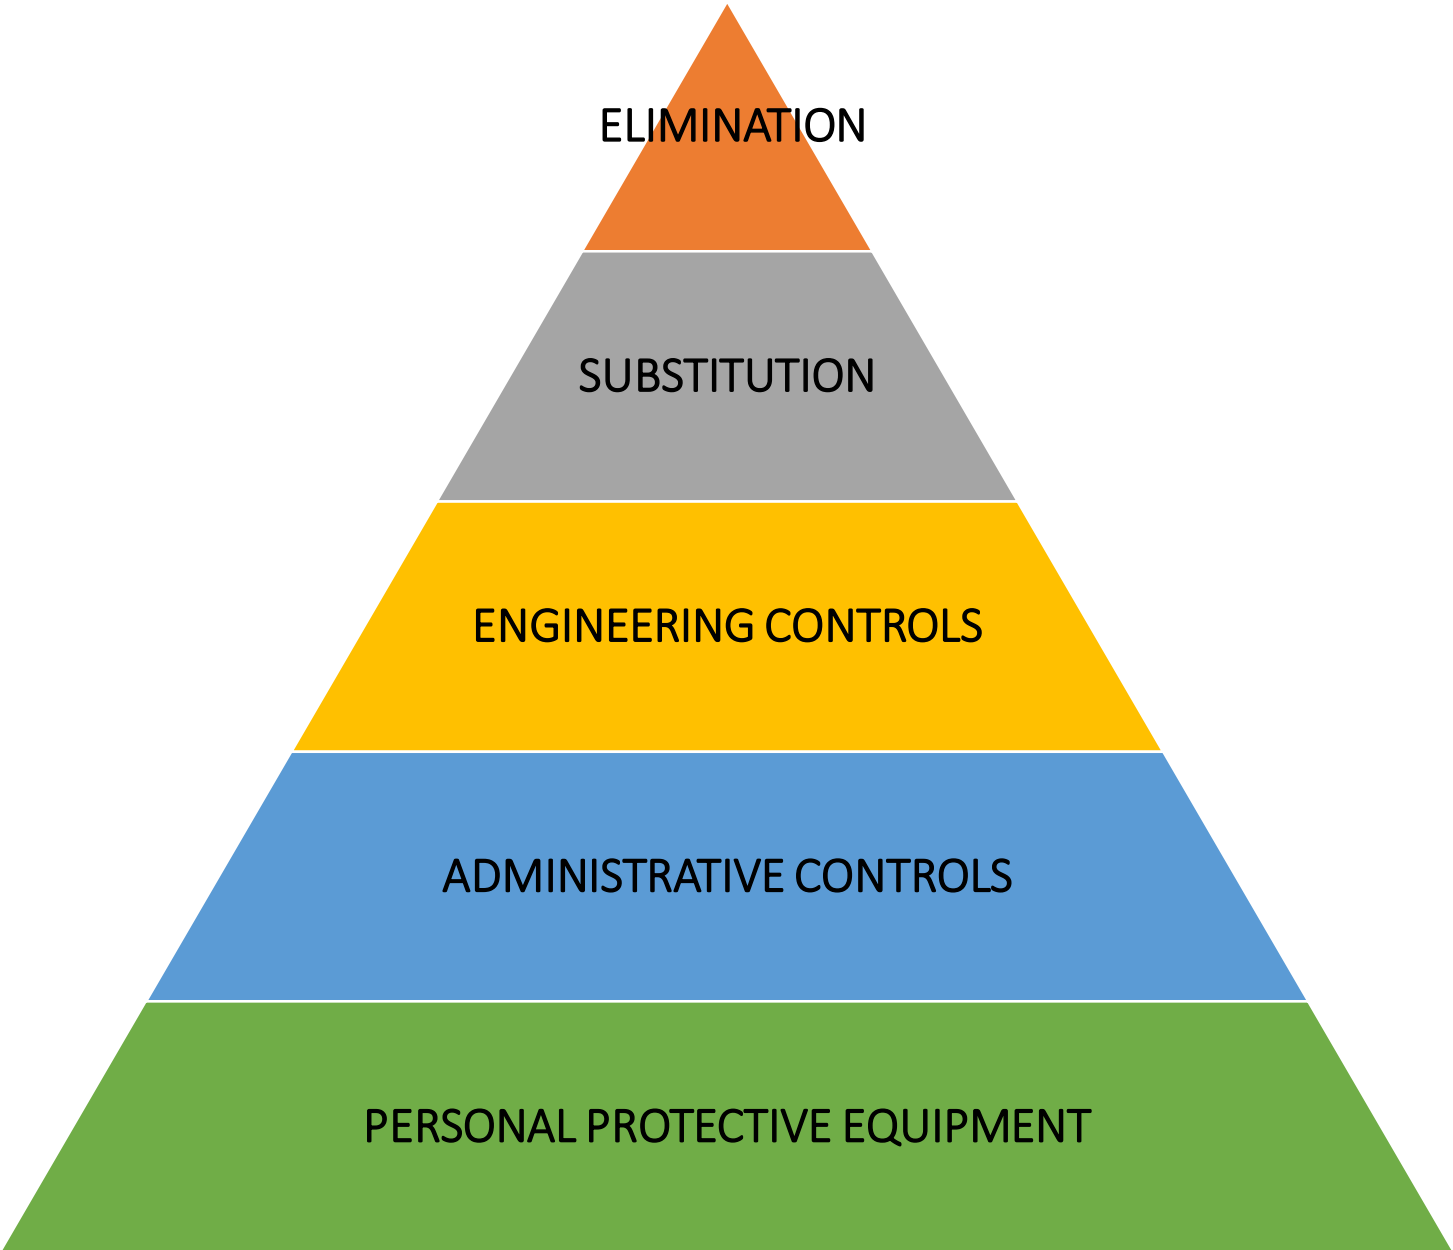 ELIMINATION
SUBSTITUTION
ENGINEERING CONTROLS
ADMINISTRATIVE CONTROLS
PERSONAL PROTECTIVE EQUIPMENT